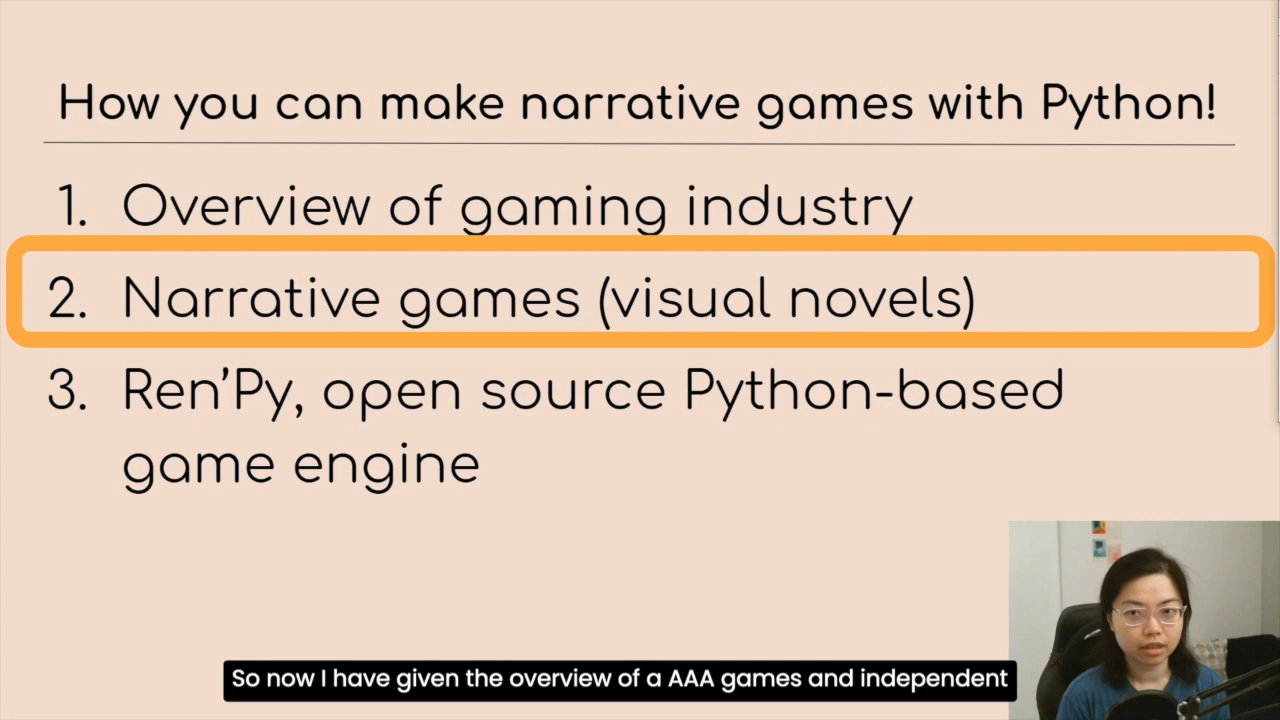 How you can make narrative games with Python!
1. Overview of gaming industry
2. Narrative games (visual novels)
3. Ren’Py, open source Python-based
game engine
So now I have given the overview of a AAA games and independent